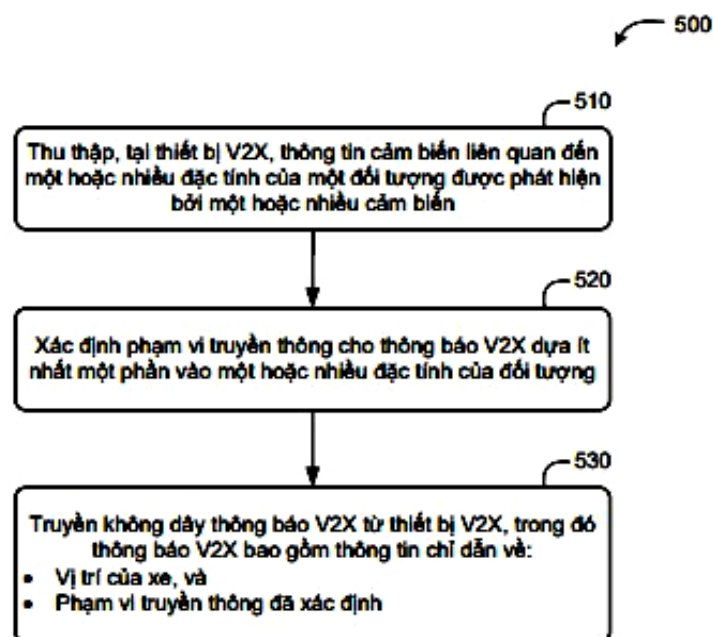 500
510
Thu thập, tại thiết bị V2X, thông tin cảm biến liên quan đến
một hoặc nhiều đặc tính của một đối tượng được phát hiện
bởi một hoặc nhiều cảm biến
520
Xác định phạm vi truyền thông cho thông báo V2X dựa ít
nhất một phần vào một hoặc nhiều đặc tính của đối tượng
530
Truyền không dây thông báo V2X từ thiết bị V2X, trong đó
thông báo V2X bao gồm thông tin chỉ dẫn về:
• Vị trí của xe, và
• Phạm vi truyền thông đã xác định